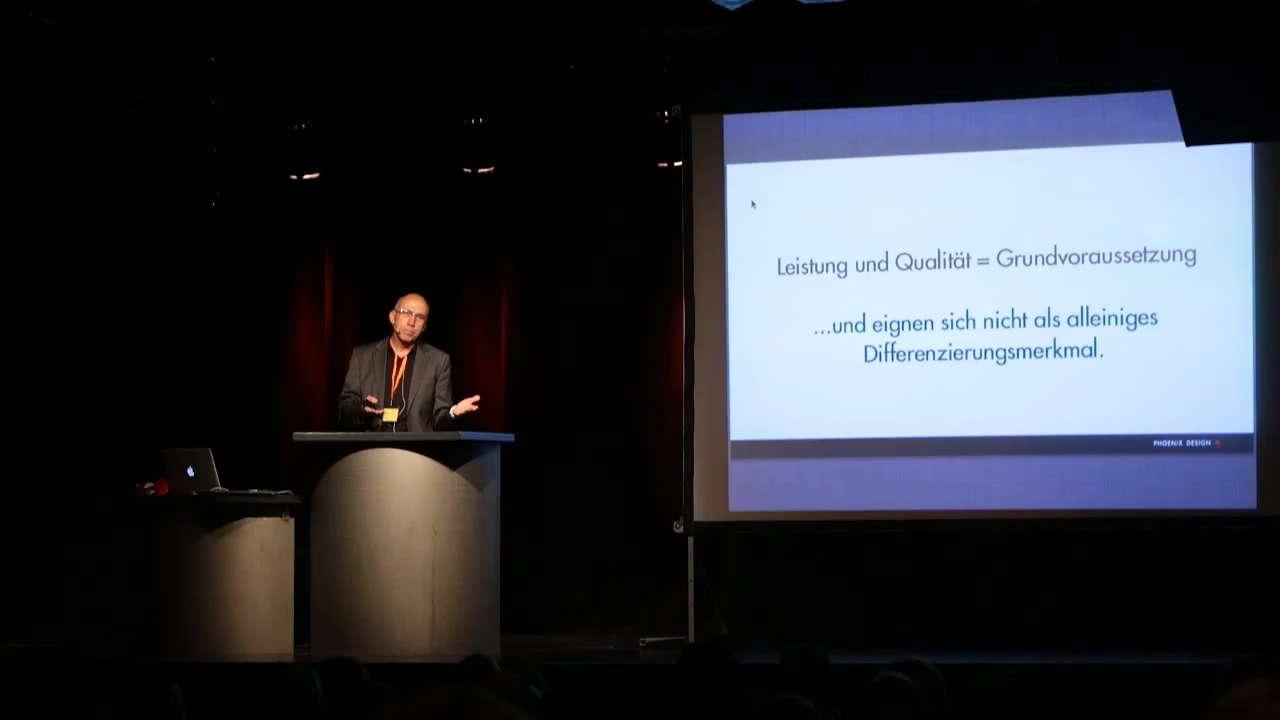 Leistung und Qualität = Grundvoraussetzung
...und eignen sich nicht als alleiniges
Differenzierungsmerkmal.
PHOENIX DESIGN